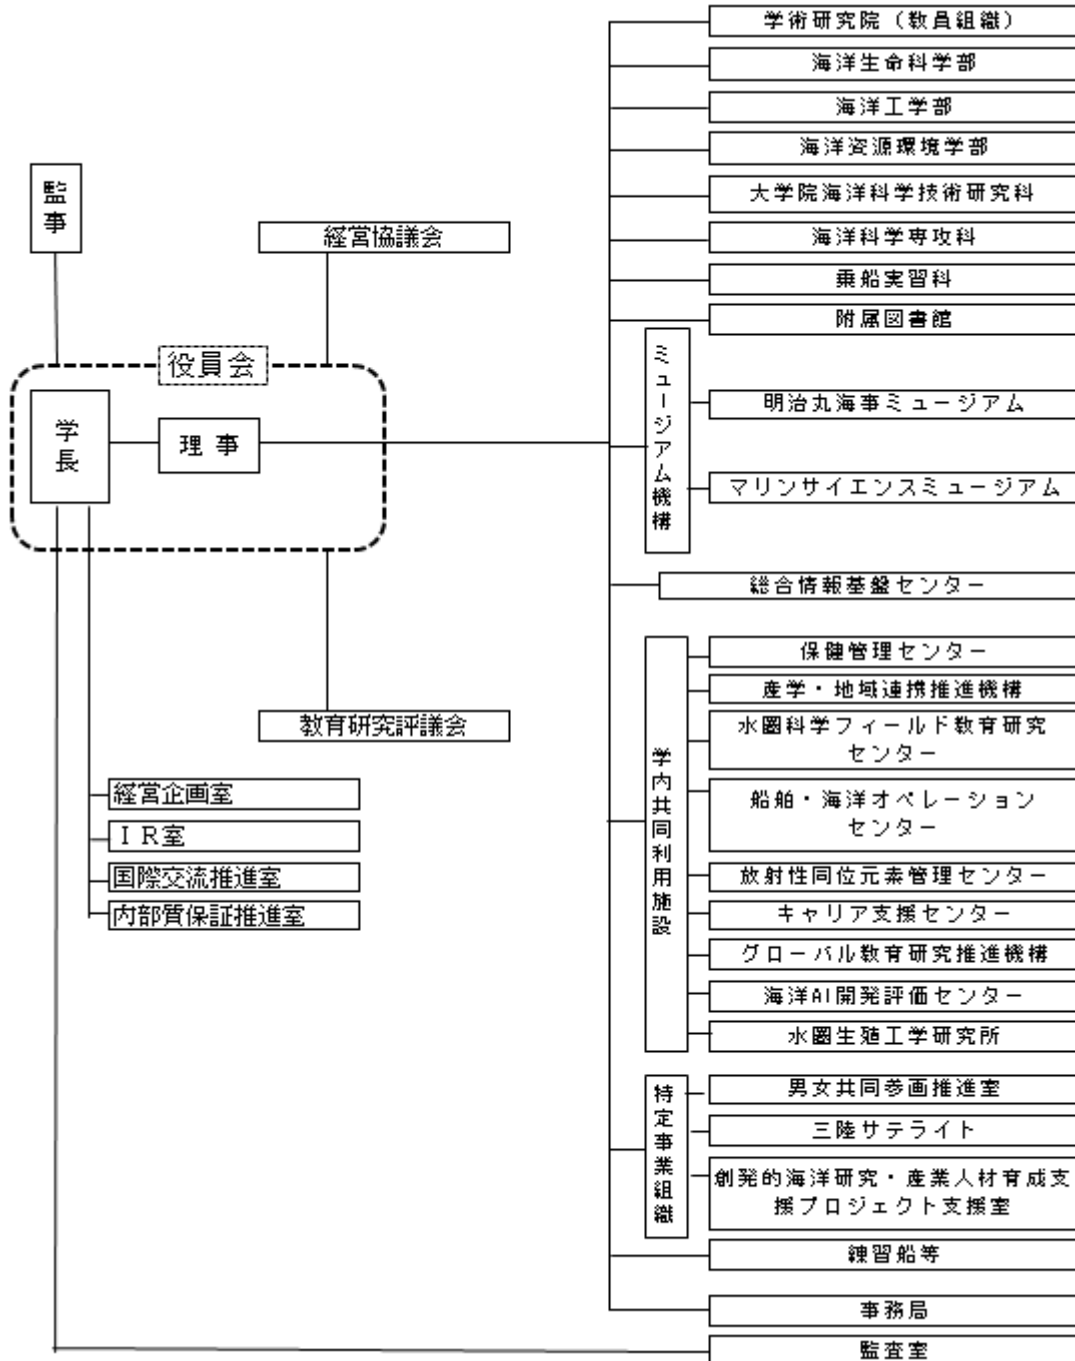 学術研究院（教員組織）
海洋生命科学部
海洋工学部
海洋資源環境学部
大学院海洋科学技術研究科
海洋科学専攻科
乗船実習科
附属図書館
監事
経営協議会
役員会
学長
理事
ミュージアム機構
明治丸海事ミュージアム
マリンサイエンスミュージアム
総合情報基盤センター
教育研究評議会
経営企画室
ＩＲ室
国際交流推進室
内部質保証推進室
学内共同利用施設
保健管理センター
産学・地域連携推進機構
水圏科学フィールド教育研究
センター
船舶・海洋オペレーション
センター
放射性同位元素管理センター
キャリア支援センター
グローバル教育研究推進機構
海洋AI開発評価センター
水圏生殖工学研究所
特定事業組織
男女共同参画推進室
三陸サテライト
創発的海洋研究・産業人材育成支
援プロジェクト支援室
練習船等
事務局
監査室